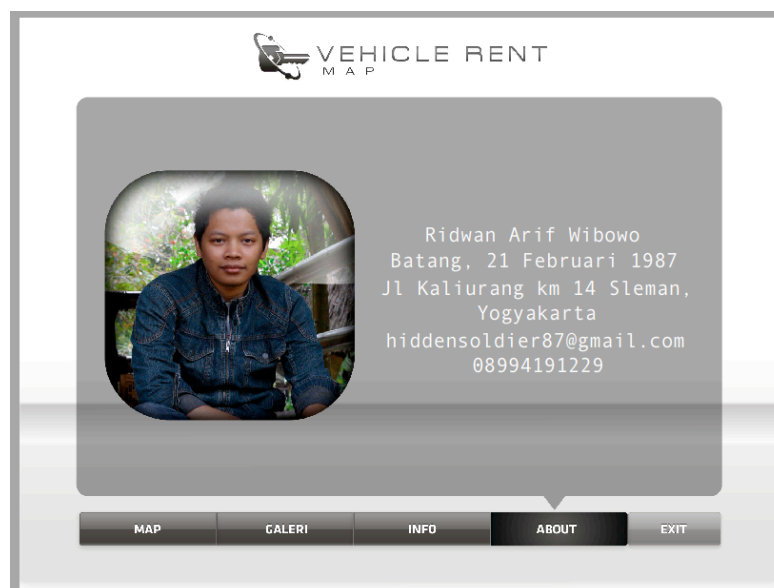 VEHICLE RENT
MAP
Ridwan Arif Wibowo
Batang, 21 Februari 1987
Jl Kaliurang km 14 Sleman,
Yogyakarta
hiddensoldier87@gmail.com
08994191229
MAP
GALERI
INFO
ABOUT
EXIT